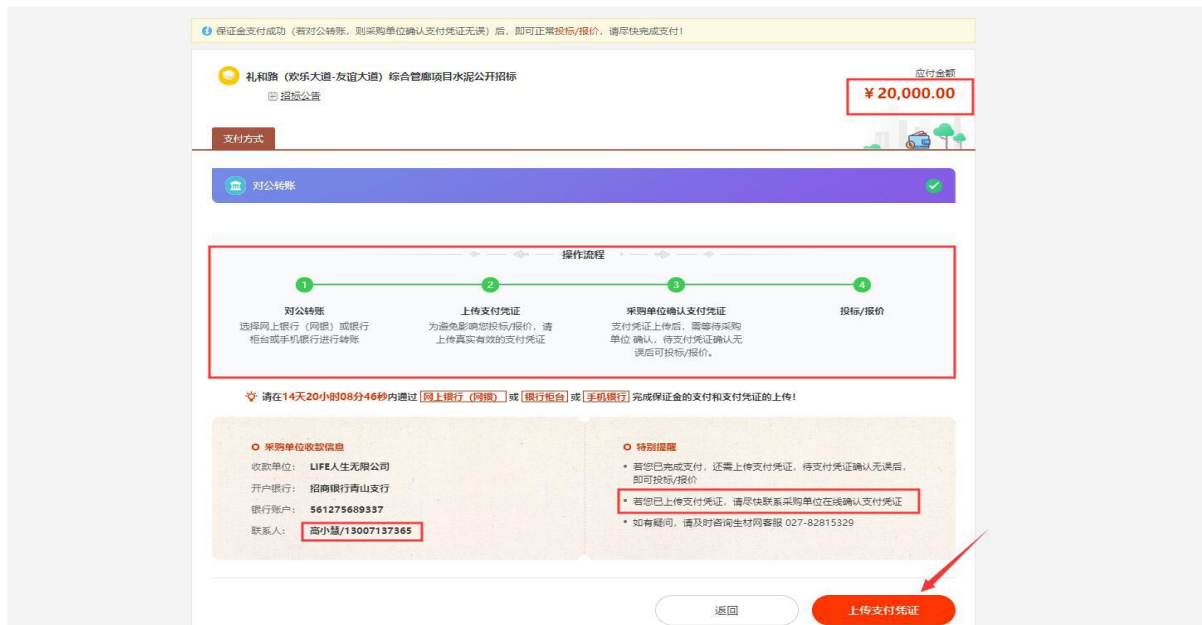 保证金支付成功（若对公转账，则采购单位确认支付凭证无误）后，即可正常投标/报价，请尽快完成支付！
礼和路（欢乐大道-友谊大道）综合管廊项目水泥公开招标
招标公告
应付金额
¥20,000.00
支付方式
对公转账
操作流程
1
2
3
4
对公转账
选择网上银行（网银）或银行
柜台或手机银行进行转账
上传支付凭证
为避免影响您投标/报价，请
上传真实有效的支付凭证
采购单位确认支付凭证
支付凭证上传后，需等待采购
单位 确认，待支付凭证确认无
误后可投标/报价。
投标/报价
请在14天20小时08分46秒内通过 网上银行（网银） 或 银行柜台 或 手机银行 完成保证金的支付和支付凭证的上传！
采购单位收款信息
收款单位： LIFE人生无限公司
开户银行： 招商银行青山支行
银行账户： 561275689337
联系人： 高小慧/13007137365
特别提醒
• 若您已完成支付，还需上传支付凭证，待支付凭证确认无误后，
即可投标/报价
• 若您已上传支付凭证，请尽快联系采购单位在线确认支付凭证
• 如有疑问，请及时咨询生材网客服 027-82815329
返回
上传支付凭证